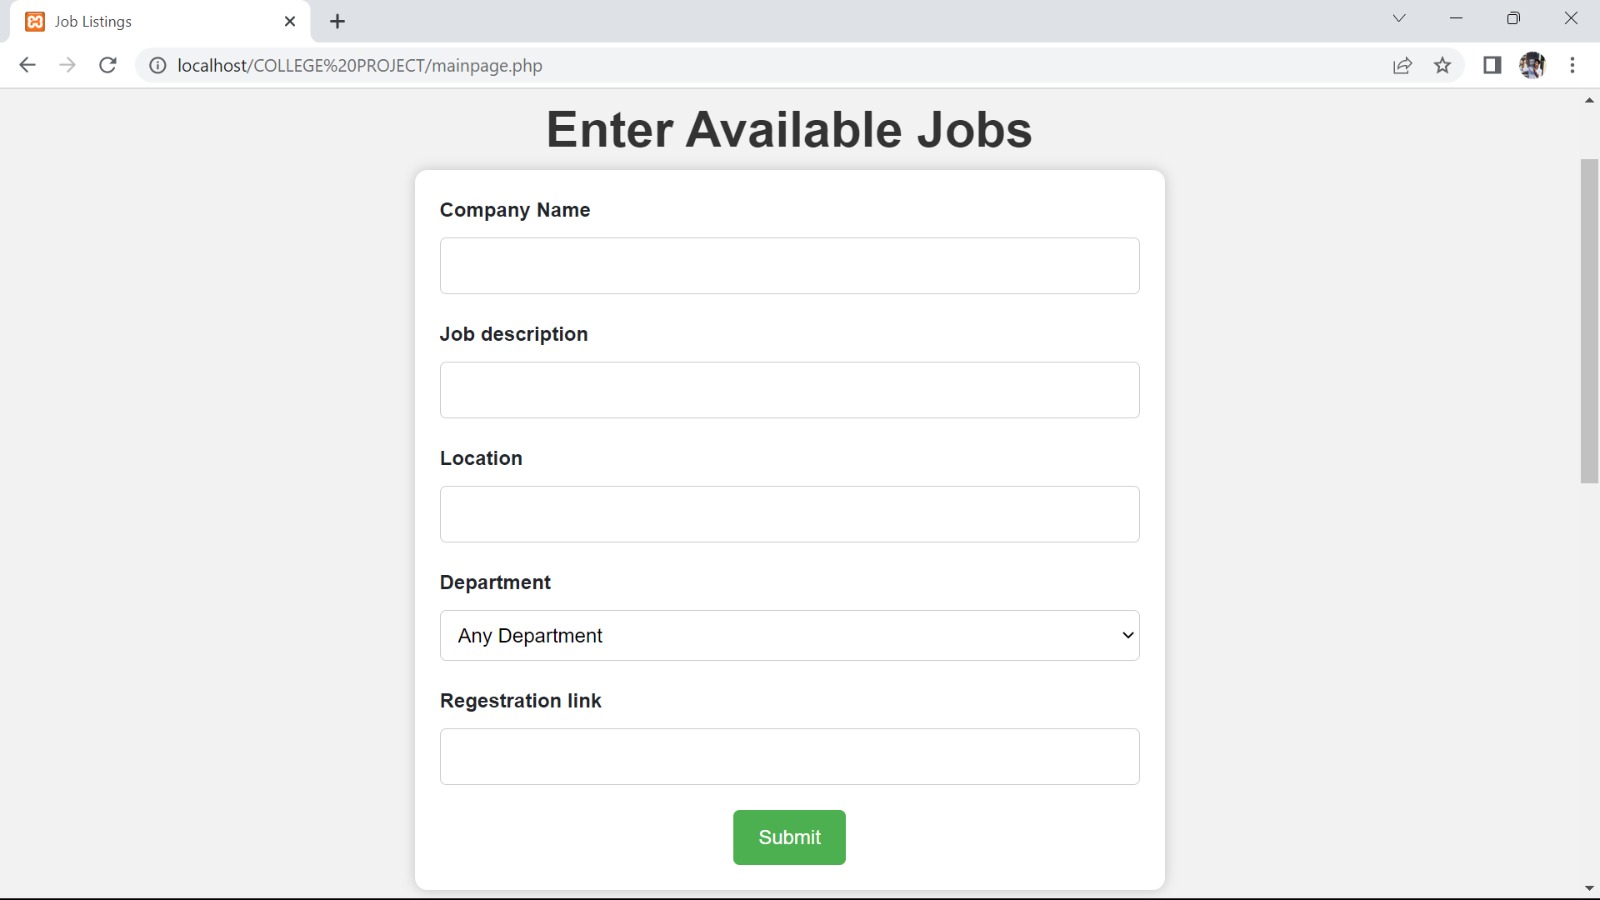 Job Listings
localhost/COLLEGE%20PROJECT/mainpage.php
Enter Available Jobs
Company Name
Job description
Location
Department
Any Department
Regestration link
Submit